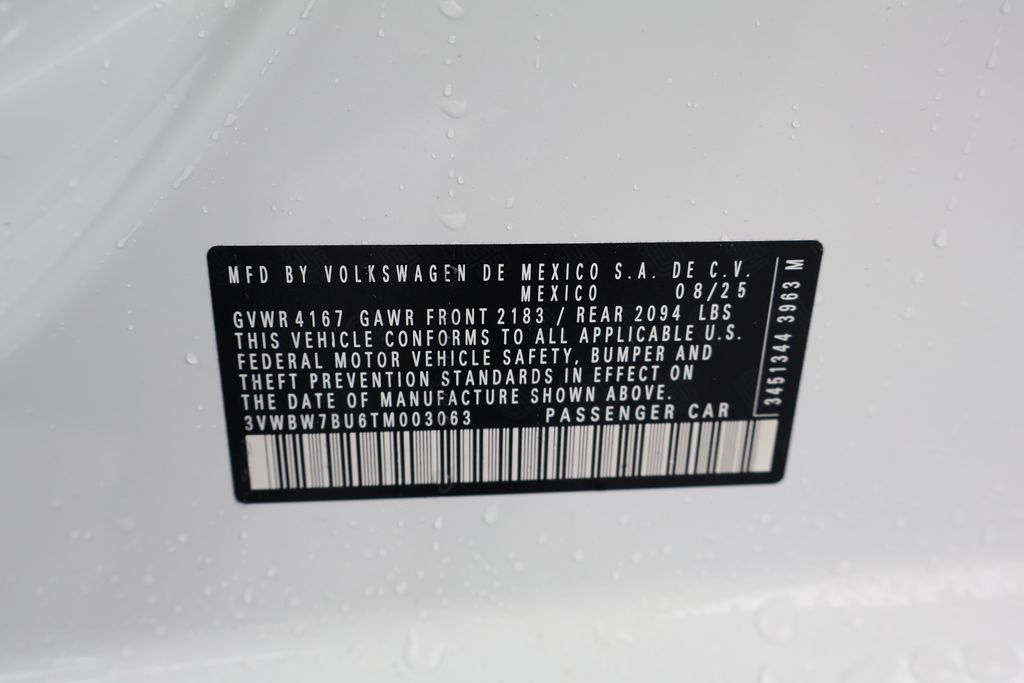 MFD BY VOLKSWAGEN DE MEXICO S.A. DE C.V.
MEXICO 08/25
GVWR 4167 GAWR FRONT 2183 / REAR 2094 LBS
THIS VEHICLE CONFORMS TO ALL APPLICABLE U.S.
FEDERAL MOTOR VEHICLE SAFETY, BUMPER AND
THEFT PREVENTION STANDARDS IN EFFECT ON
THE DATE OF MANUFACTURE SHOWN ABOVE.
3VWBW7BU6TM003063 PASSENGER CAR
3451344 3963 M